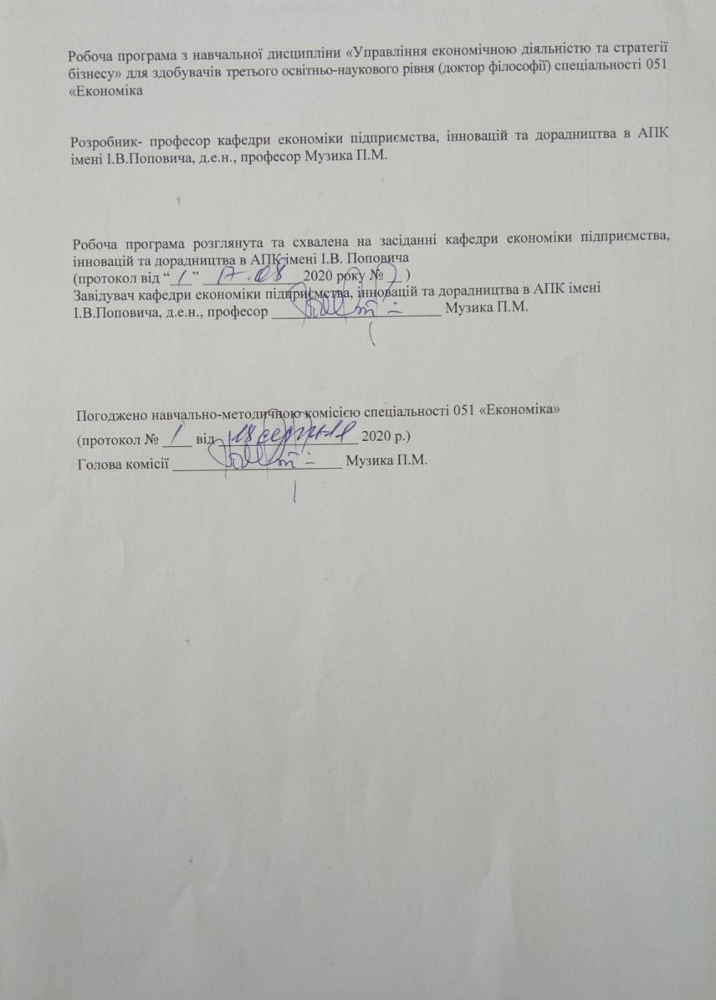 Робоча програма з навчальної дисципліни «Управління економічною діяльністю та стратегії
бізнесу» для здобувачів третього освітньо-наукового рівня (доктор філософії) спеціальності 051
«Економіка
Розробник- професор кафедри економіки підприємства, інновацій та дорадництва в АПК
імені І.В.Поповича, д.е.н., професор Музика П.М.
Робоча програма розглянута та схвалена на засіданні кафедри економіки підприємства,
інновацій та дорадництва в АПК імені І.В. Поповича
(протокол від “ 1 ” 17.08 2020 року № )
Завідувач кафедри економіки підприємства, інновацій та дорадництва в АПК імені
І.В.Поповича, д.е.н., професор Музика П.М.
Погоджено навчально-методичною комісією спеціальності 051 «Економіка»
(протокол № 1 від 18 серпня 2020 р.)
Голова комісії Музика П.М.